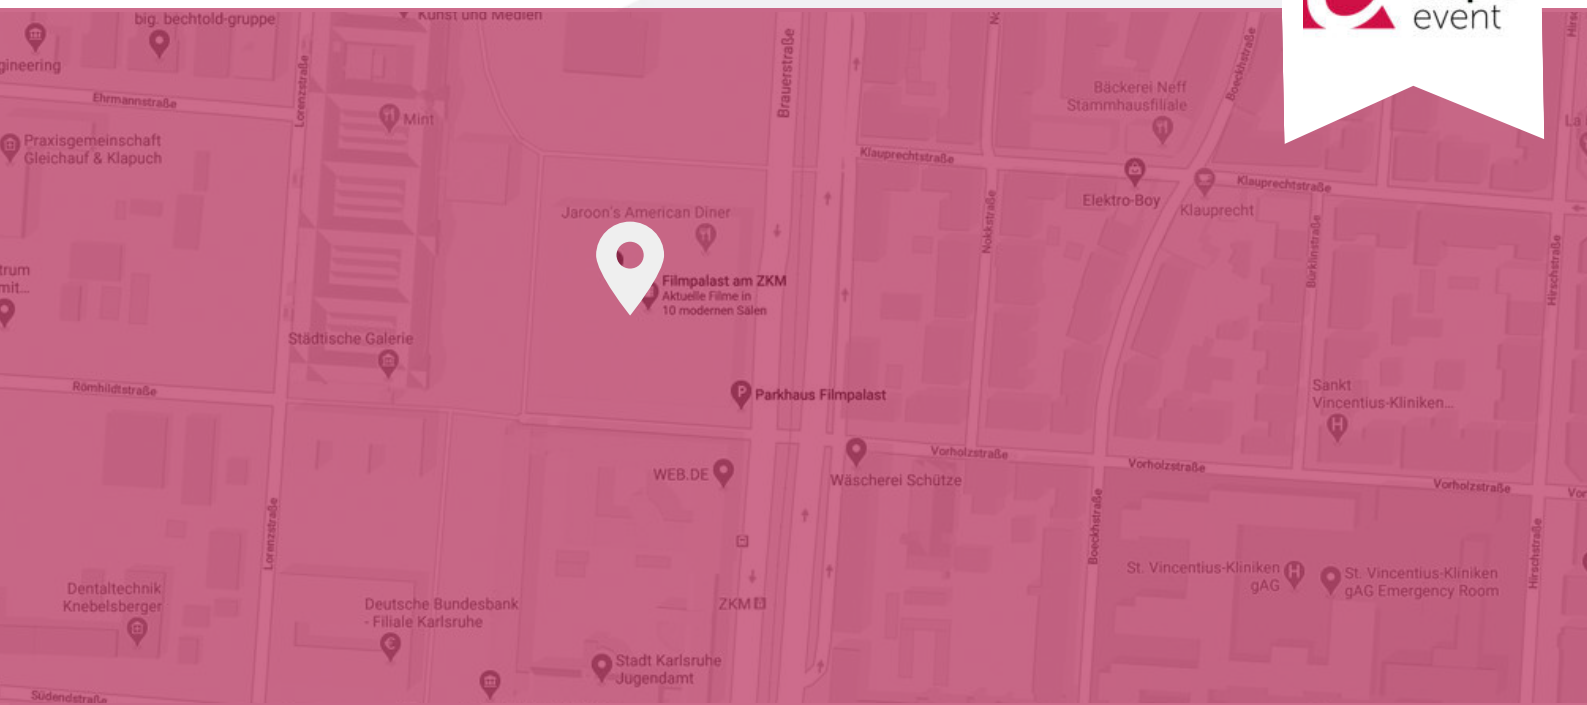 big. bechtold-gruppe
Kunst und Medien
event
gineering
Ehrmannstraße
Lorenzstraße
Brauerstraße
Boeckhstraße
Mint
Bäckerei Neff
Stammhausfiliale
Praxisgemeinschaft
Gleichauf & Klapuch
Klauprechtstraße
Klauprechtstraße
Elektro-Boy
Klauprecht
Jaroon's American Diner
Nokkstraße
Bürklinstraße
Hirschstraße
trum
mit...
Filmpalast am ZKM
Aktuelle Filme in
10 modernen Sälen
Städtische Galerie
Römhildtstraße
P
Parkhaus Filmpalast
Sankt
Vincentius-Kliniken...
H
Vorholzstraße
Vorholzstraße
Vorholzstraße
WEB.DE
Wäscherei Schütze
Lorenzstraße
Boeckhstraße
Hirschstraße
St. Vincentius-Kliniken
gAG
H
St. Vincentius-Kliniken
gAG Emergency Room
Dentaltechnik
Knebelsberger
Deutsche Bundesbank
- Filiale Karlsruhe
€
ZKM
Stadt Karlsruhe
Jugendamt
Südendstraße